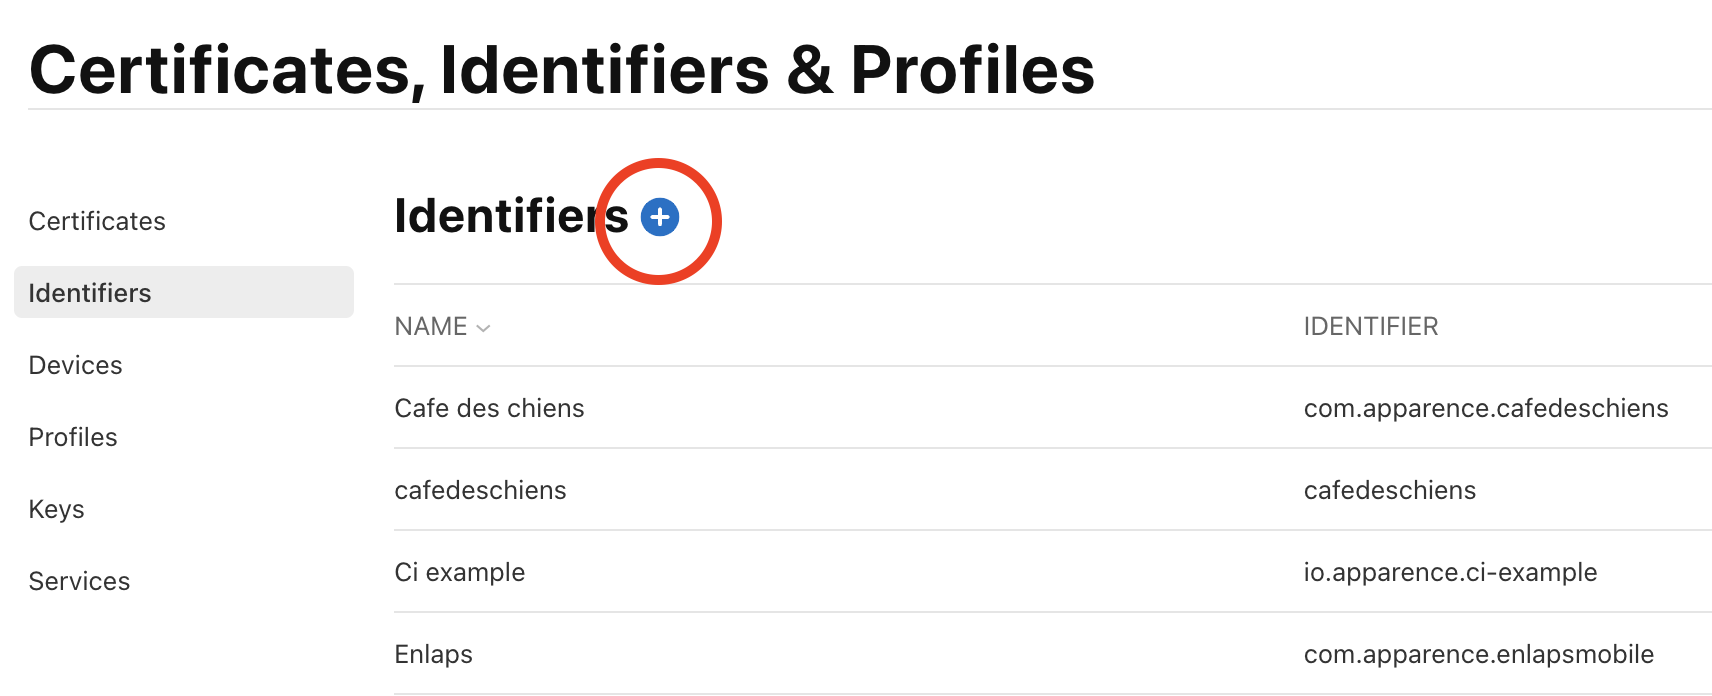 Certificates, Identifiers & Profiles
Certificates
Identifiers
Devices
Profiles
Keys
Services
Identifiers
NAME IDENTIFIER
Cafe des chiens com.apparence.cafedeschiens
cafedeschiens cafedeschiens
Ci example io.apparence.ci-example
Enlaps com.apparence.enlapsmobile